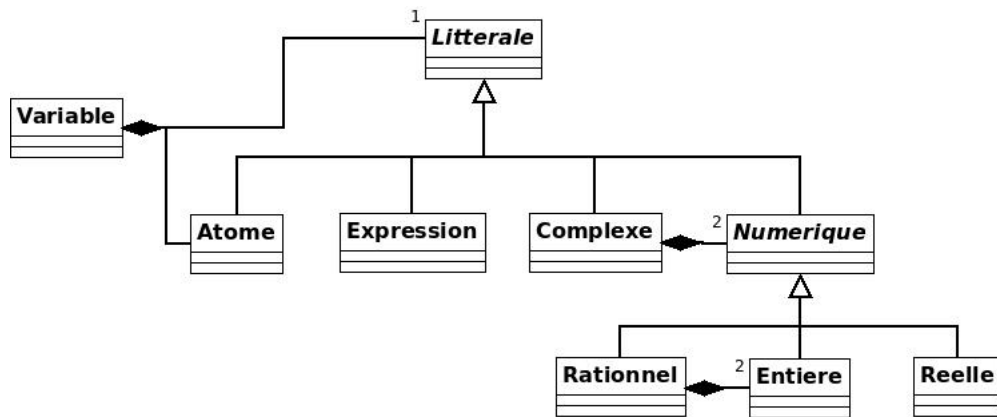 1
Litterale
Variable
Atome
Expression
Complexe
2
Numerique
Rationnel
2
Entiere
Reelle